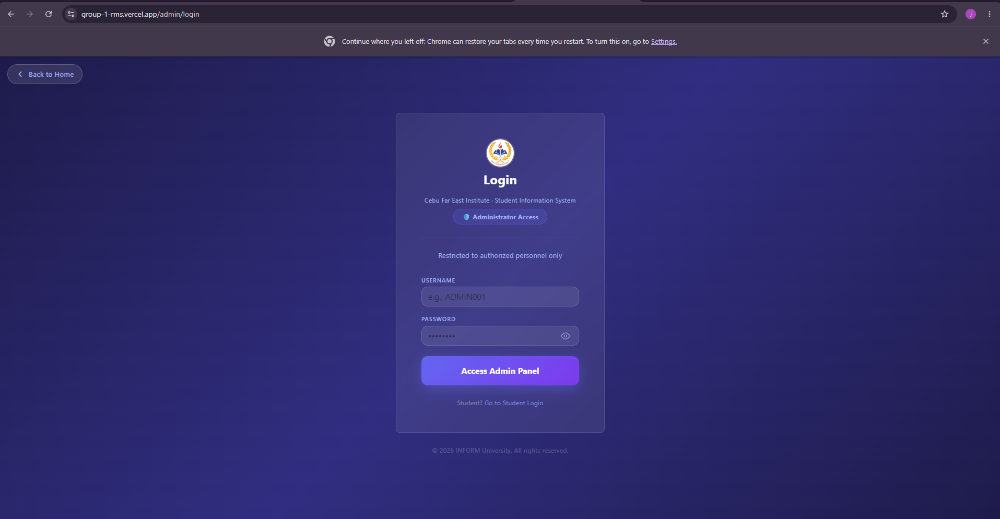 group-1-rms.vercel.app/admin/login
j
Continue where you left off: Chrome can restore your tabs every time you restart. To turn this on, go to Settings.
Back to Home
Login
Cebu Far East Institute · Student Information System
Administrator Access
Restricted to authorized personnel only
USERNAME
e.g., ADMIN001
PASSWORD
••••••••
Access Admin Panel
Student? Go to Student Login
© 2026 INFORM University. All rights reserved.